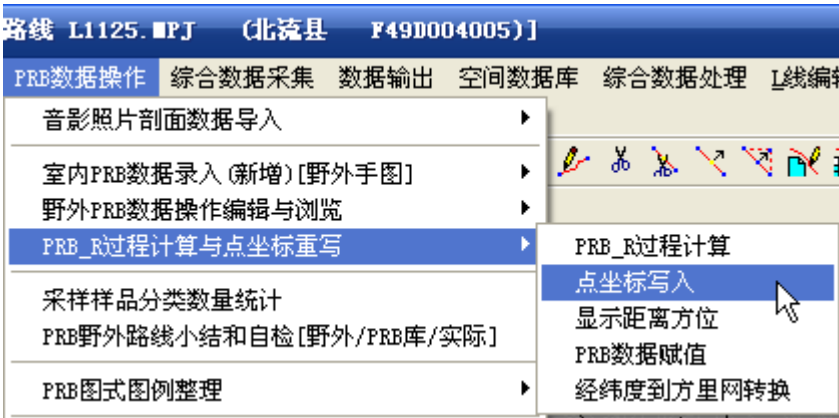 路线 L1125.MPJ (北流县 F49D004005)]
PRB数据操作 综合数据采集 数据输出 空间数据库 综合数据处理 L线编辑
音影照片剖面数据导入
室内PRB数据录入(新增)[野外手图]
野外PRB数据操作编辑与浏览
PRB_R过程计算与点坐标重写
采样样品分类数量统计
PRB野外路线小结和自检[野外/PRB库/实际]
PRB图式图例整理
PRB_R过程计算
点坐标写入
显示距离方位
PRB数据赋值
经纬度到方里网转换